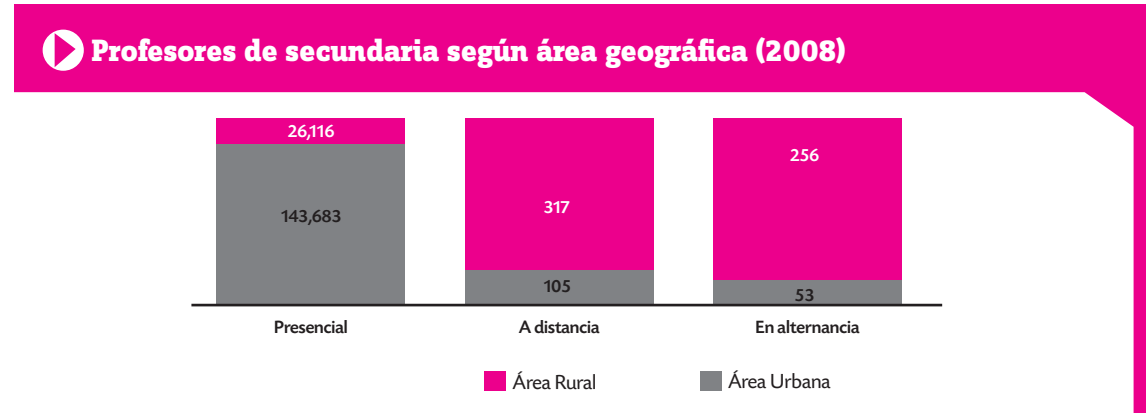 Profesores de secundaria según área geográfica (2008)
26,116
143,683
317
105
256
53
Presencial
A distancia
En alternancia
Área Rural
Área Urbana